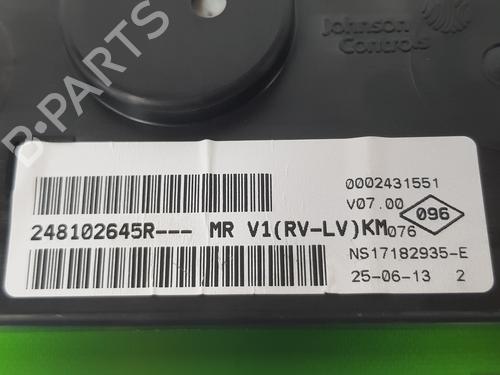 Johnson
Controls
B-PARTS
0002431551
V07.00
096
248102645R--- MR V1(RV-LV)KM
076
NS17182935-E
25-06-13 2